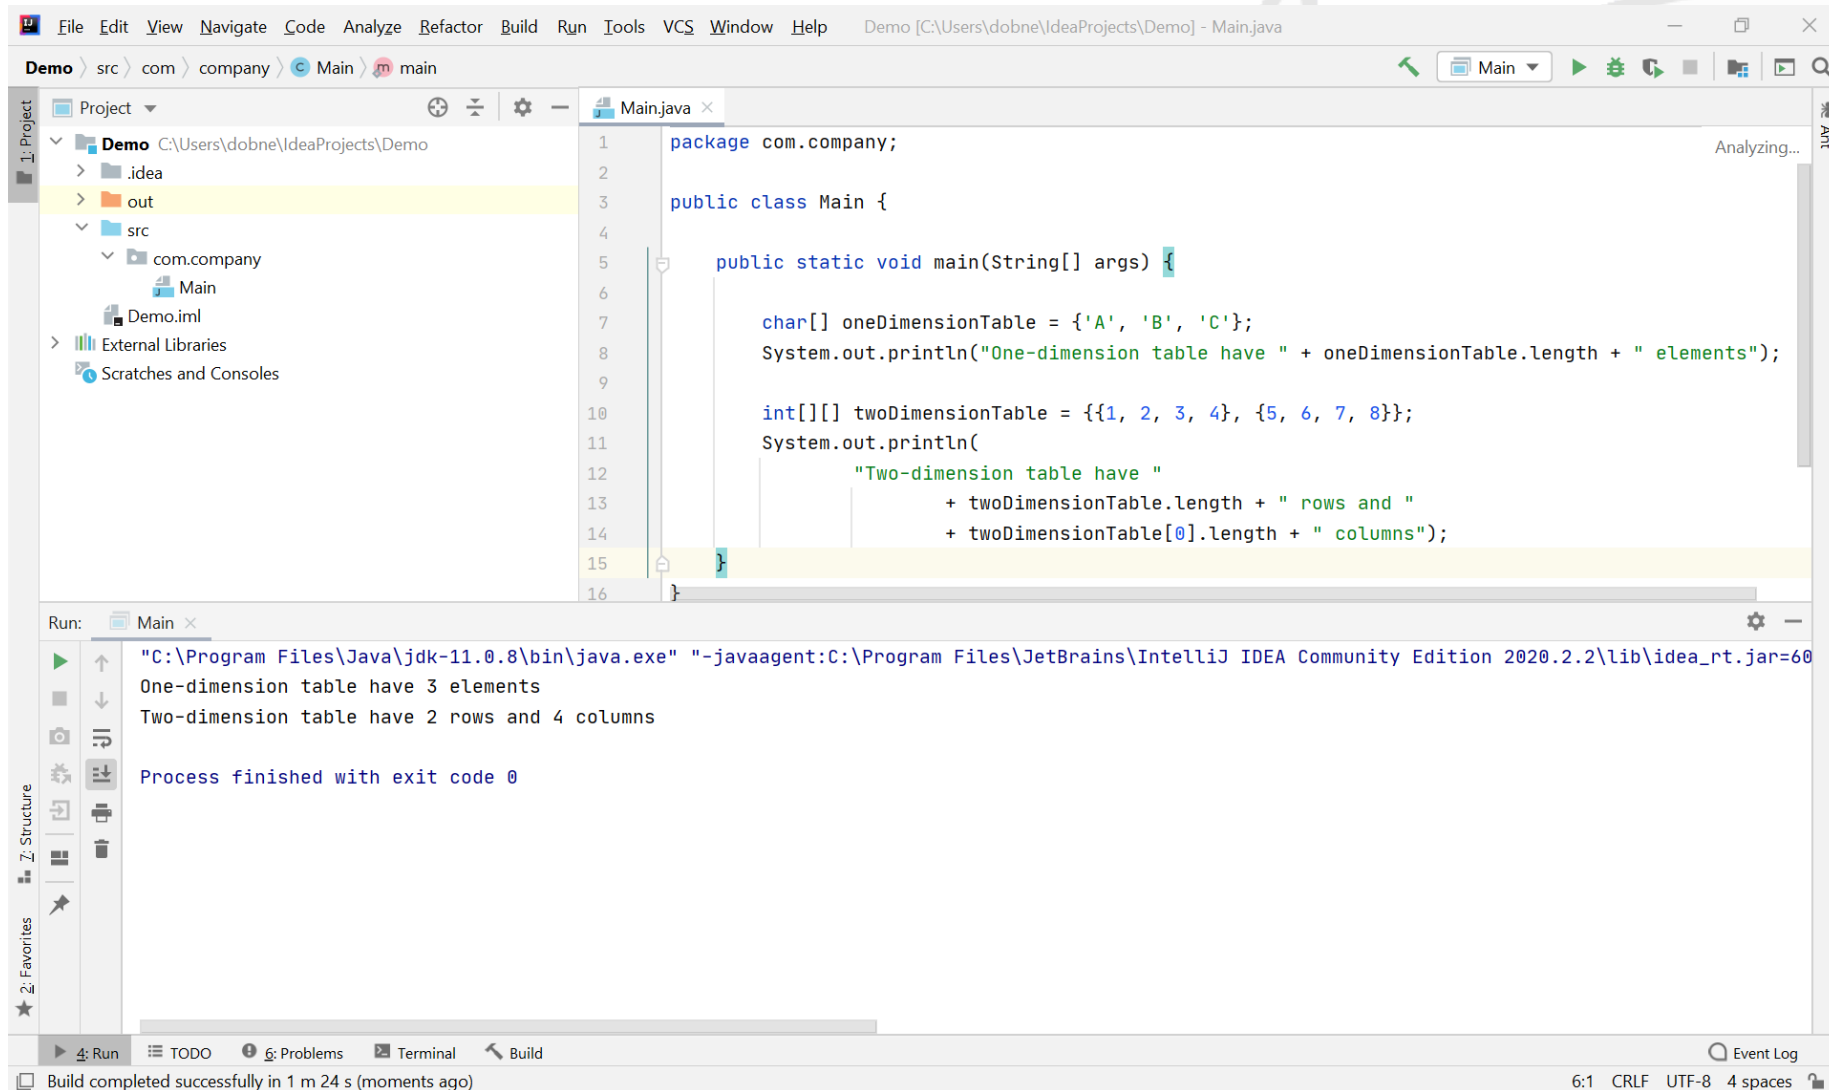 File Edit View Navigate Code Analyze Refactor Build Run Tools VCS Window Help Demo [C:\Users\dobne\IdeaProjects\Demo] - Main.java
Demo src com company C Main m main
Main
1: Project
Project
Demo C:\Users\dobne\IdeaProjects\Demo
.idea
out
src
com.company
Main
Demo.iml
External Libraries
Scratches and Consoles
Main.java
Analyzing...
Ant
1 package com.company;
2
3 public class Main {
4
5 public static void main(String[] args) {
6
7 char[] oneDimensionTable = {'A', 'B', 'C'};
8 System.out.println("One-dimension table have " + oneDimensionTable.length + " elements");
9
10 int[][] twoDimensionTable = {{1, 2, 3, 4}, {5, 6, 7, 8}};
11 System.out.println(
12 "Two-dimension table have "
13 + twoDimensionTable.length + " rows and "
14 + twoDimensionTable[0].length + " columns");
15 }
16 }
Run: Main
"C:\Program Files\Java\jdk-11.0.8\bin\java.exe" "-javaagent:C:\Program Files\JetBrains\IntelliJ IDEA Community Edition 2020.2.2\lib\idea_rt.jar=60
One-dimension table have 3 elements
Two-dimension table have 2 rows and 4 columns
Process finished with exit code 0
7: Structure
2: Favorites
4: Run TODO 6: Problems Terminal Build Event Log
Build completed successfully in 1 m 24 s (moments ago) 6:1 CRLF UTF-8 4 spaces